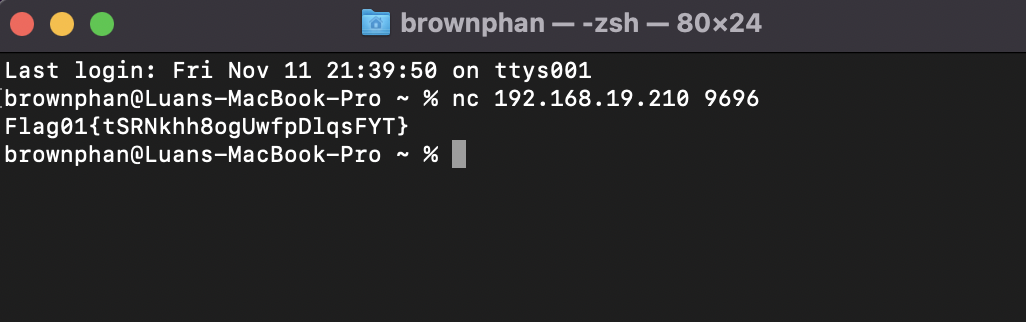 brownphan — -zsh — 80×24
Last login: Fri Nov 11 21:39:50 on ttys001
[brownphan@Luans-MacBook-Pro ~ % nc 192.168.19.210 9696
Flag01{tSRNkhh8ogUwfpDlqsFYT}
brownphan@Luans-MacBook-Pro ~ %